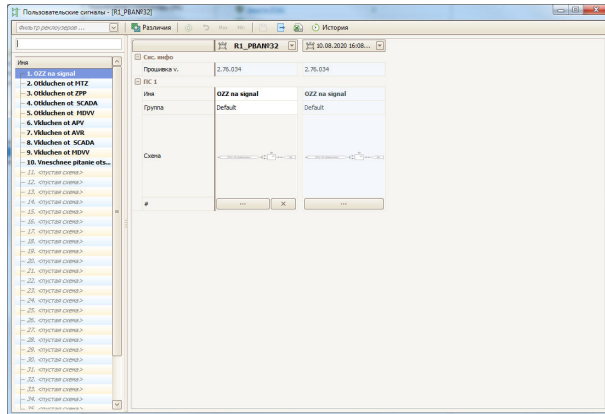 Пользовательские сигналы - [R1_PBAN№32]
Фильтр реклоузеров ...
Различия
История
R1_PBAN№32
10.08.2020 16:08...
Имя
1. OZZ na signal
2. Otkluchen ot MTZ
3. Otkluchen ot ZPP
4. Otkluchen ot SCADA
5. Otkluchen ot MDVV
6. Vkluchen ot APV
7. Vkluchen ot AVR
8. Vkluchen ot SCADA
9. Vkluchen ot MDVV
10. Vneschnee pitanie ots...
11. <пустая схема>
12. <пустая схема>
13. <пустая схема>
14. <пустая схема>
15. <пустая схема>
16. <пустая схема>
17. <пустая схема>
18. <пустая схема>
19. <пустая схема>
20. <пустая схема>
21. <пустая схема>
22. <пустая схема>
23. <пустая схема>
24. <пустая схема>
25. <пустая схема>
26. <пустая схема>
27. <пустая схема>
28. <пустая схема>
29. <пустая схема>
30. <пустая схема>
31. <пустая схема>
32. <пустая схема>
33. <пустая схема>
34. <пустая схема>
35. <пустая схема>
Сис. инфо
Прошивка v. 2.76.034 2.76.034
ПС 1
Имя OZZ na signal OZZ na signal
Группа Default Default
Схема
# ... ...